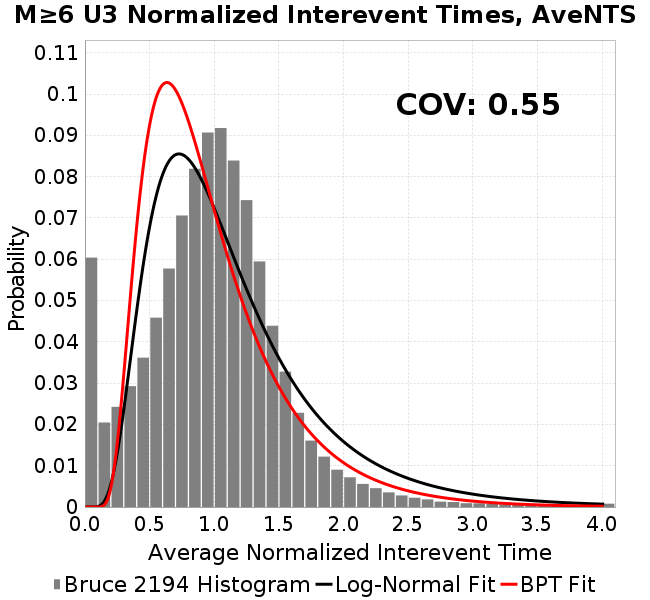 M≥6 U3 Normalized Interevent Times, AveNTS
COV: 0.55
Probability
0.11
0.1
0.09
0.08
0.07
0.06
0.05
0.04
0.03
0.02
0.01
0
0.0 0.5 1.0 1.5 2.0 2.5 3.0 3.5 4.0
Average Normalized Interevent Time
Bruce 2194 Histogram Log-Normal Fit BPT Fit